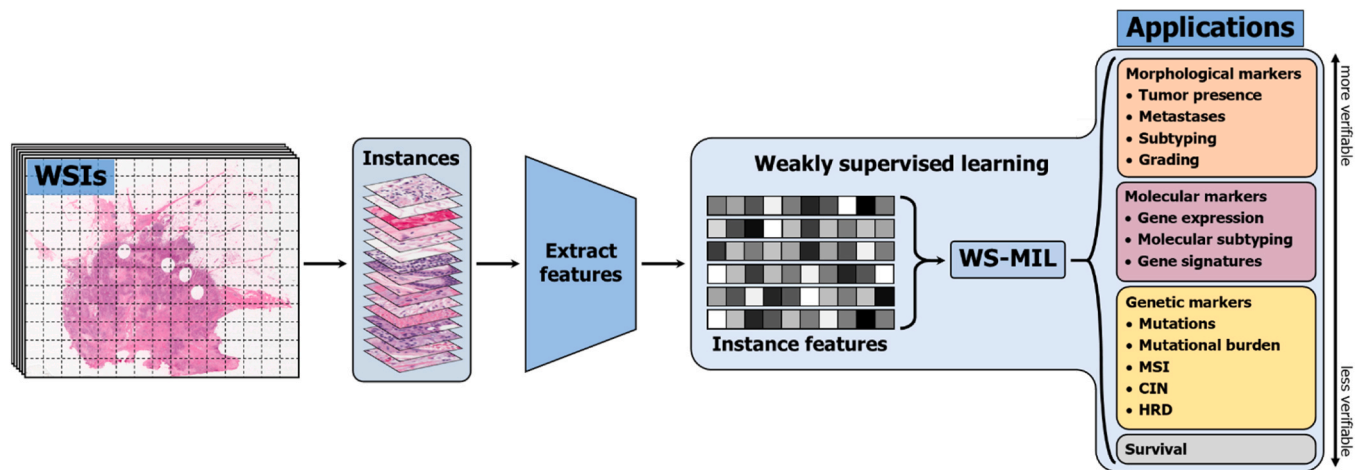 WSIs
Instances
Extract
features
Weakly supervised learning
Instance features
WS-MIL
Applications
Morphological markers
• Tumor presence
• Metastases
• Subtyping
• Grading
Molecular markers
• Gene expression
• Molecular subtyping
• Gene signatures
Genetic markers
• Mutations
• Mutational burden
• MSI
• CIN
• HRD
Survival
more verifiable
less verifiable